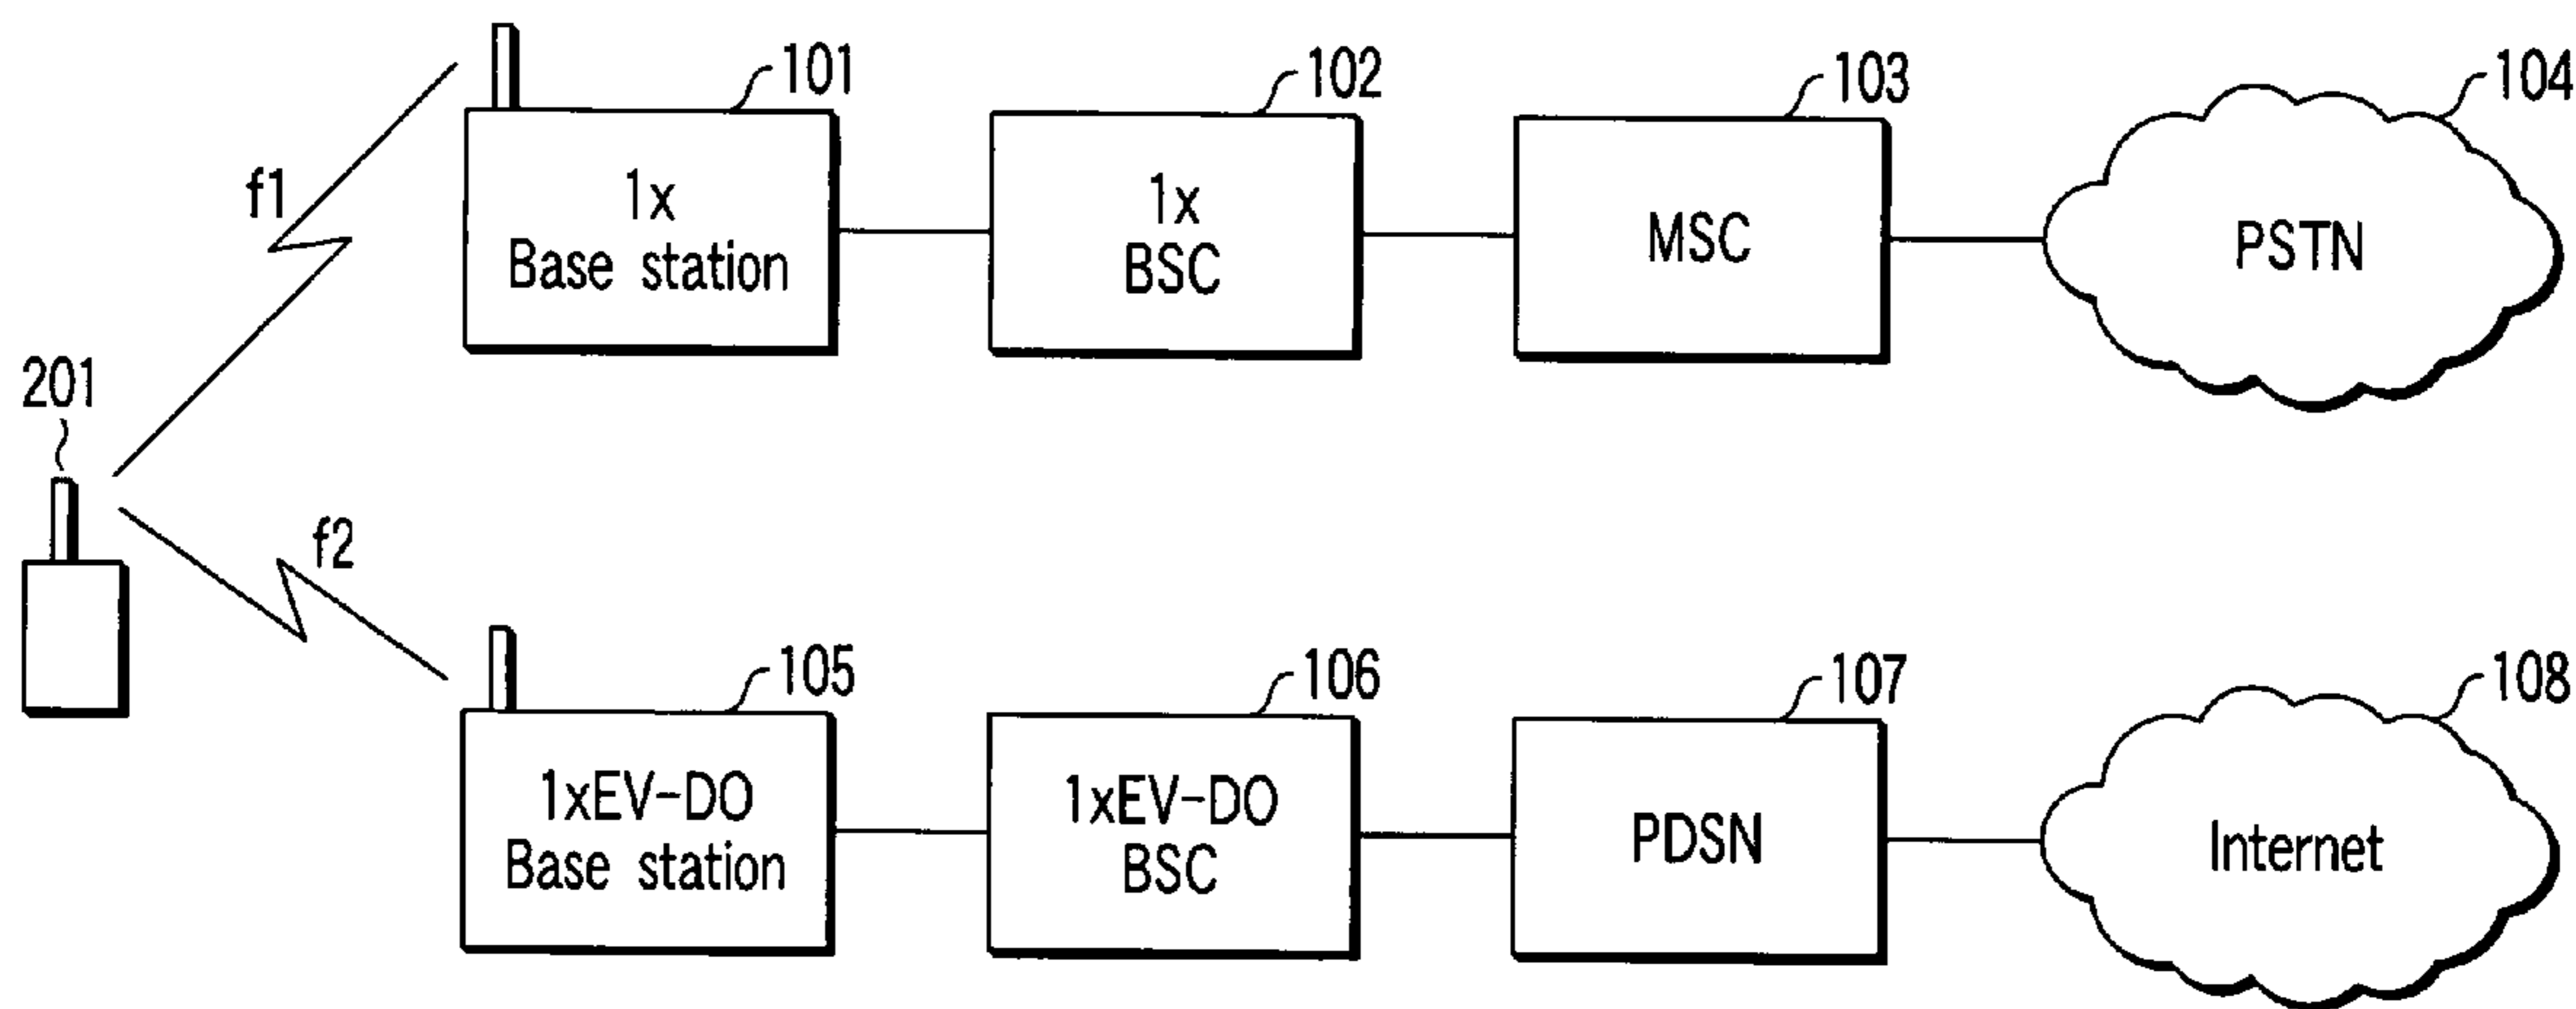 101
102
103
104
f1
1x
Base station
1x
BSC
MSC
PSTN
201
f2
105
106
107
108
1xEV-DO
Base station
1xEV-DO
BSC
PDSN
Internet